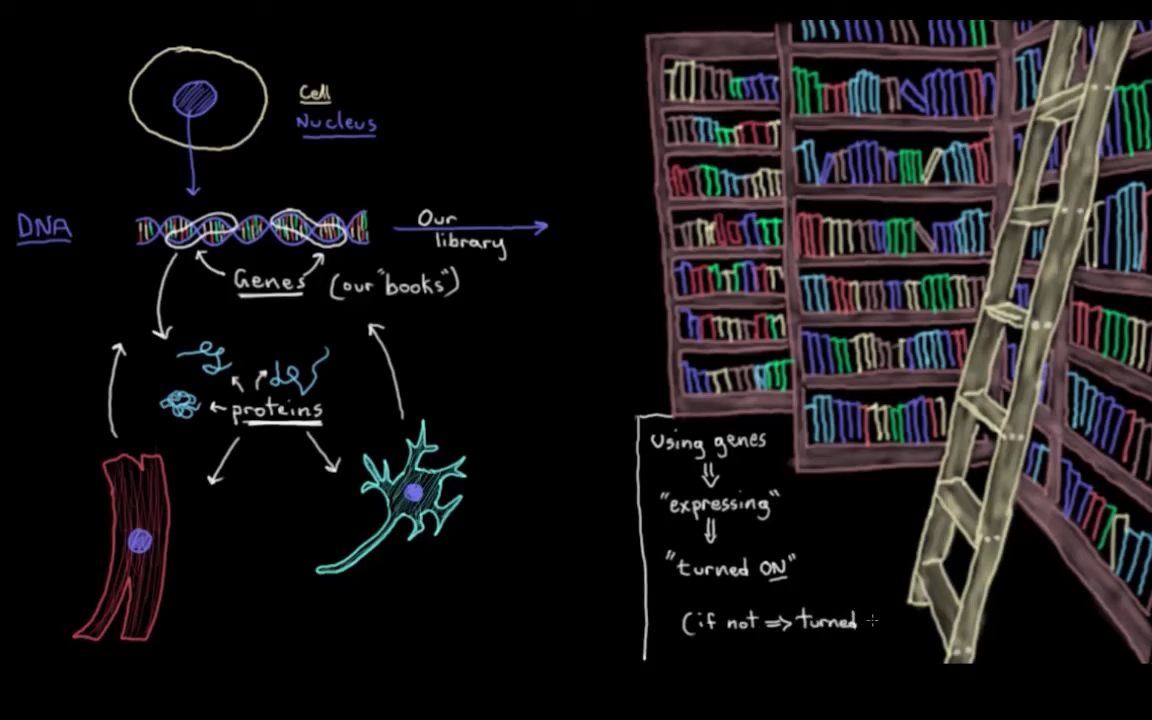 Cell
Nucleus
DNA
Our
library
Genes (our "books")
proteins
Using genes
⇓
"expressing"
⇓
"turned ON"
(if not => turned